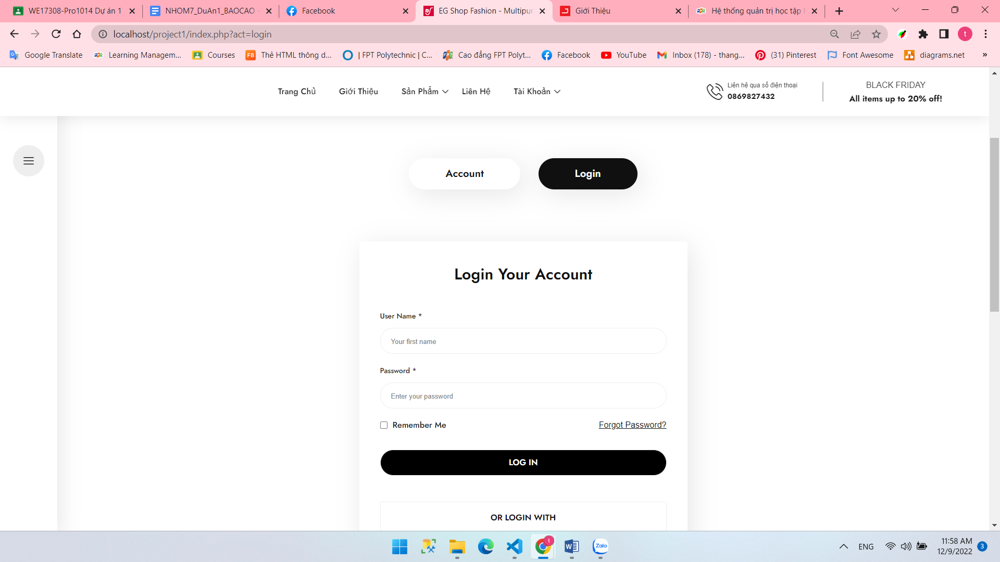 WE17308-Pro1014 Dự án 1
NHOM7_DuAn1_BAOCAO -
Facebook
EG Shop Fashion - Multipur
Giới Thiệu
Hệ thống quản trị học tập F
localhost/project1/index.php?act=login
t
Google Translate
Learning Managem...
Courses
F8 Thẻ HTML thông d...
| FPT Polytechnic | C...
Cao đẳng FPT Polyt...
Facebook
YouTube
Inbox (178) - thang...
(31) Pinterest
Font Awesome
diagrams.net
»
Trang Chủ
Giới Thiệu
Sản Phẩm
Liên Hệ
Tài Khoản
Liên hệ qua số điện thoại
0869827432
BLACK FRIDAY
All items up to 20% off!
Account
Login
Login Your Account
User Name *
Your first name
Password *
Enter your password
Remember Me
Forgot Password?
LOG IN
OR LOGIN WITH
t
Zalo
ENG
11:58 AM
12/9/2022
3